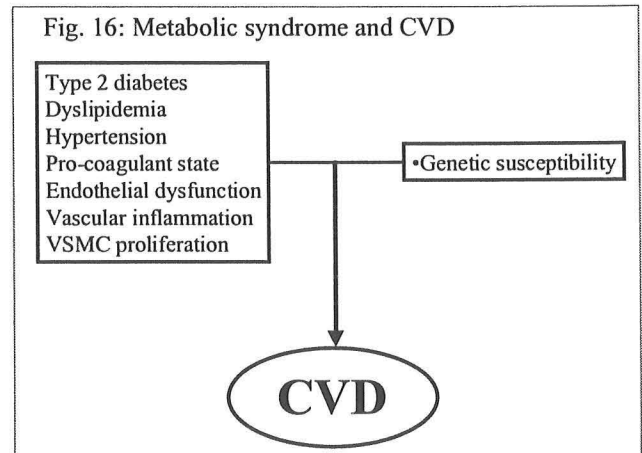 Fig. 16: Metabolic syndrome and CVD
Type 2 diabetes
Dyslipidemia
Hypertension
Pro-coagulant state
Endothelial dysfunction
Vascular inflammation
VSMC proliferation
•Genetic susceptibility
CVD